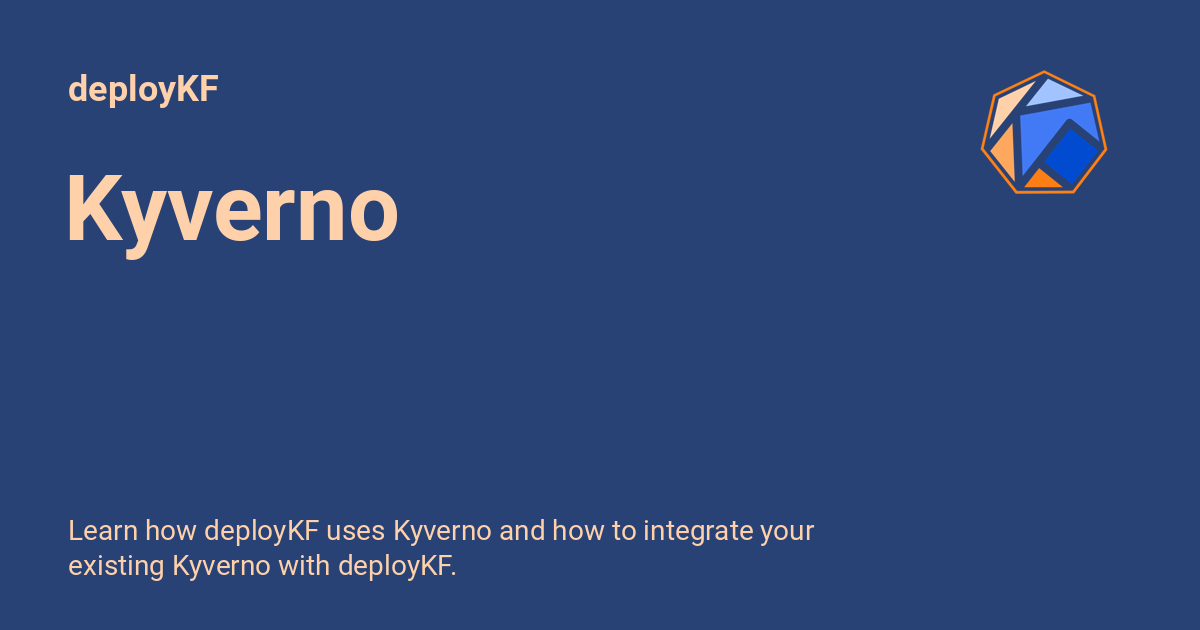 deployKF
Kyverno
Learn how deployKF uses Kyverno and how to integrate your
existing Kyverno with deployKF.